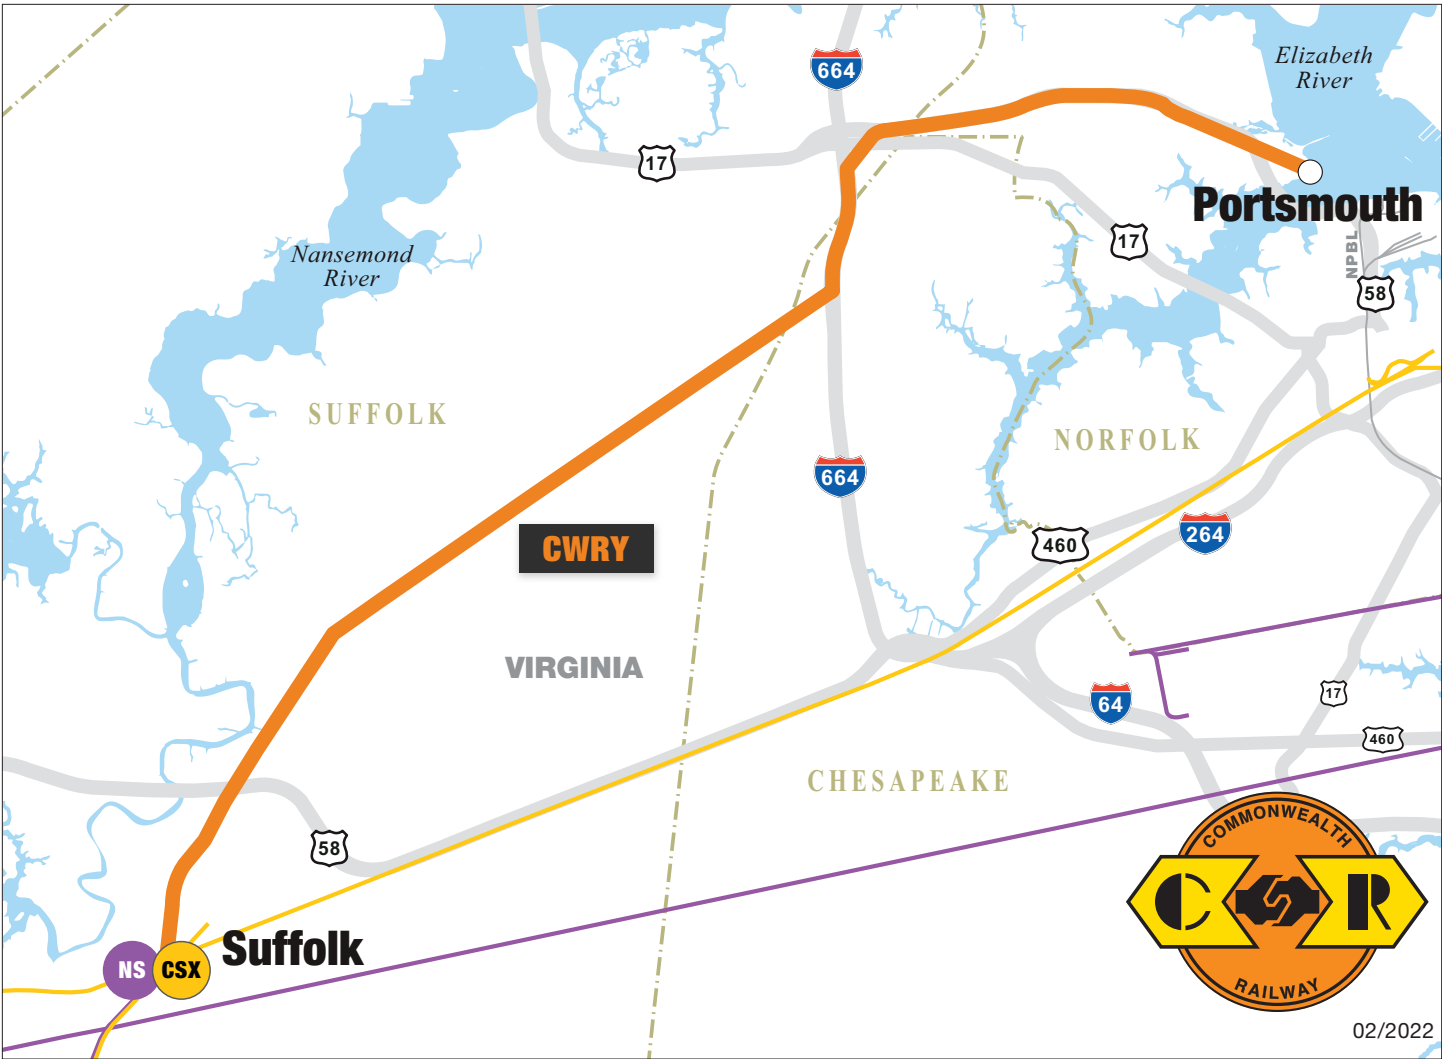 664
Elizabeth
River
17
Portsmouth
17
NPBL
Nansemond
River
58
SUFFOLK
NORFOLK
664
264
460
CWRY
VIRGINIA
64
17
460
CHESAPEAKE
58
COMMONWEALTH
C R
RAILWAY
Suffolk
NS CSX
02/2022